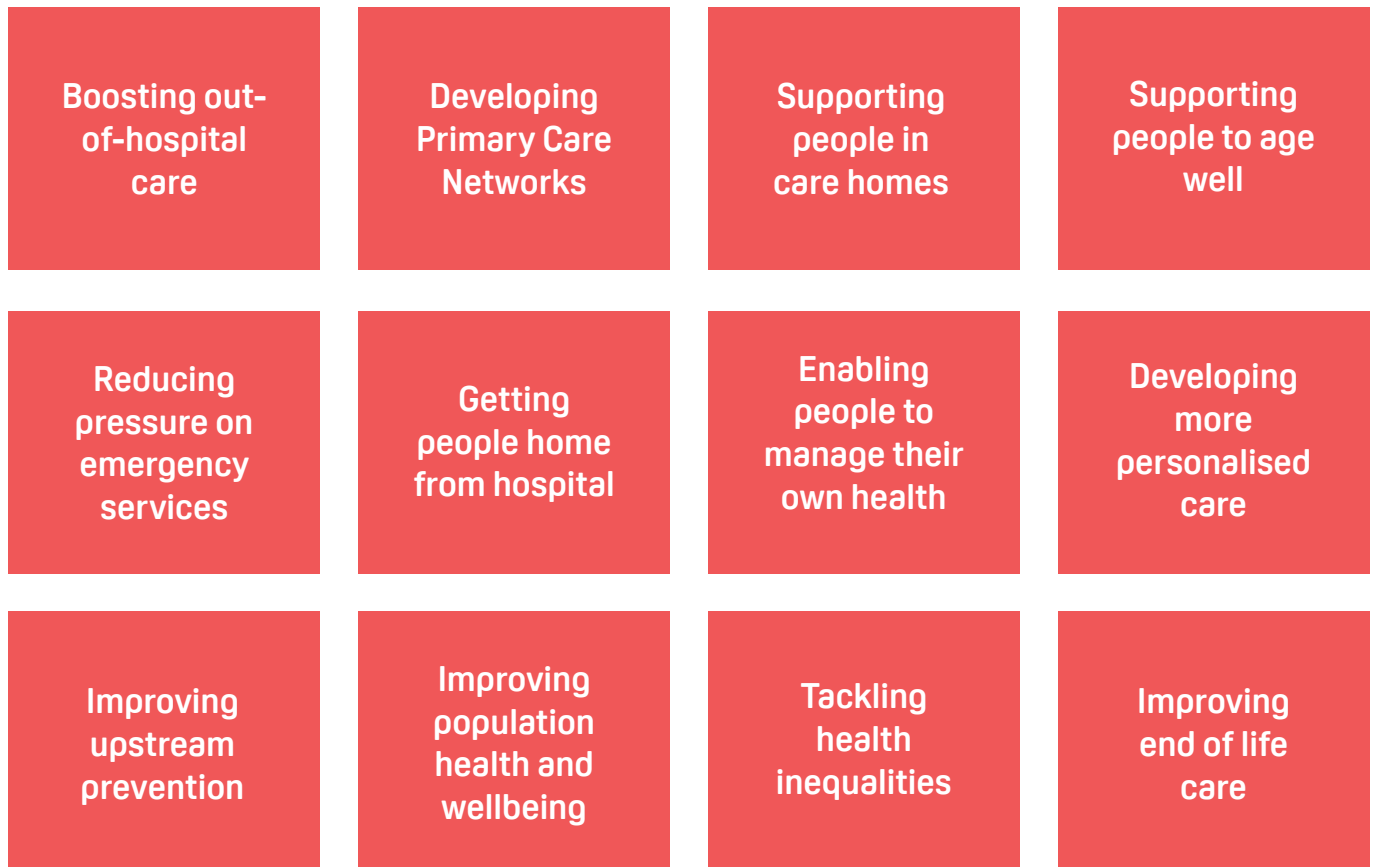 Boosting out-
of-hospital
care
Developing
Primary Care
Networks
Supporting
people in
care homes
Supporting
people to age
well
Reducing
pressure on
emergency
services
Getting
people home
from hospital
Enabling
people to
manage their
own health
Developing
more
personalised
care
Improving
upstream
prevention
Improving
population
health and
wellbeing
Tackling
health
inequalities
Improving
end of life
care